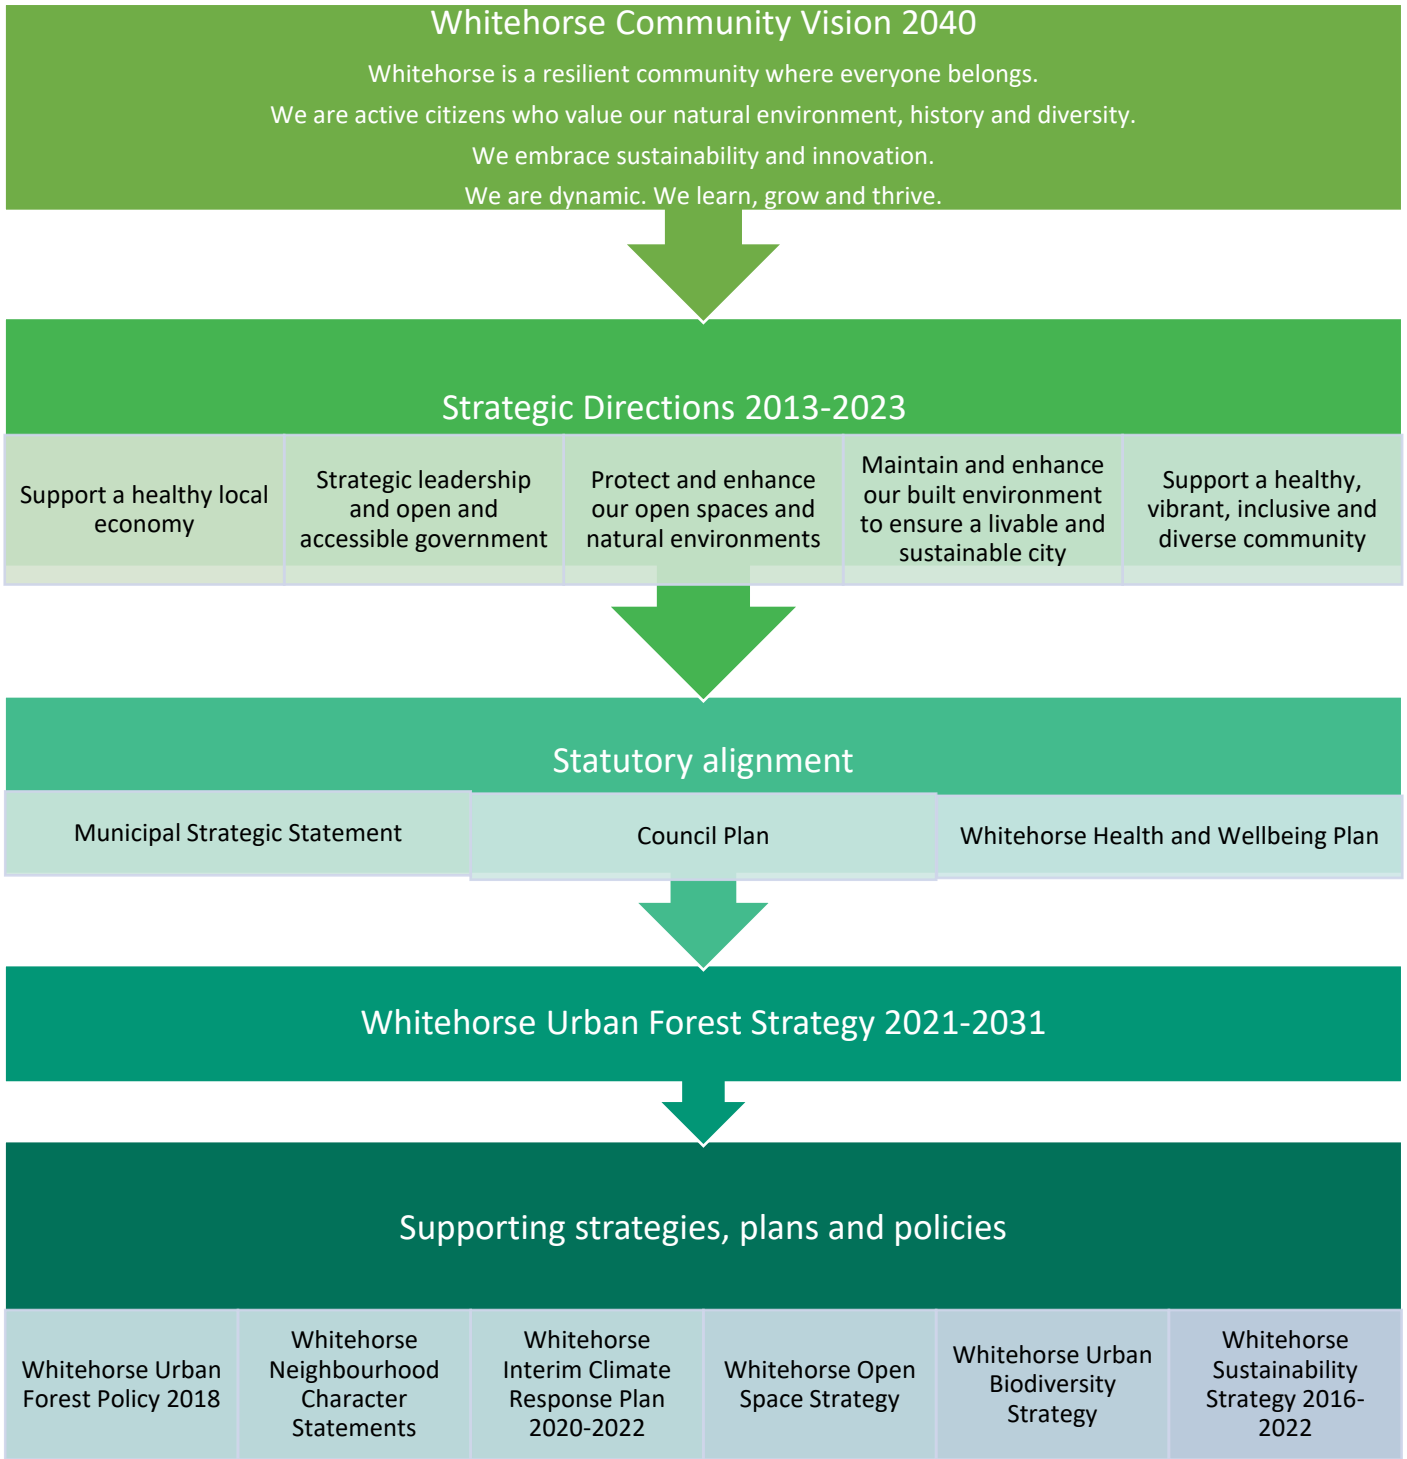 Whitehorse Community Vision 2040
Whitehorse is a resilient community where everyone belongs.
We are active citizens who value our natural environment, history and diversity.
We embrace sustainability and innovation.
We are dynamic. We learn, grow and thrive.
Strategic Directions 2013-2023
Support a healthy local
economy
Strategic leadership
and open and
accessible government
Protect and enhance
our open spaces and
natural environments
Maintain and enhance
our built environment
to ensure a livable and
sustainable city
Support a healthy,
vibrant, inclusive and
diverse community
Statutory alignment
Municipal Strategic Statement
Council Plan
Whitehorse Health and Wellbeing Plan
Whitehorse Urban Forest Strategy 2021-2031
Supporting strategies, plans and policies
Whitehorse Urban
Forest Policy 2018
Whitehorse
Neighbourhood
Character
Statements
Whitehorse
Interim Climate
Response Plan
2020-2022
Whitehorse Open
Space Strategy
Whitehorse Urban
Biodiversity
Strategy
Whitehorse
Sustainability
Strategy 2016-
2022